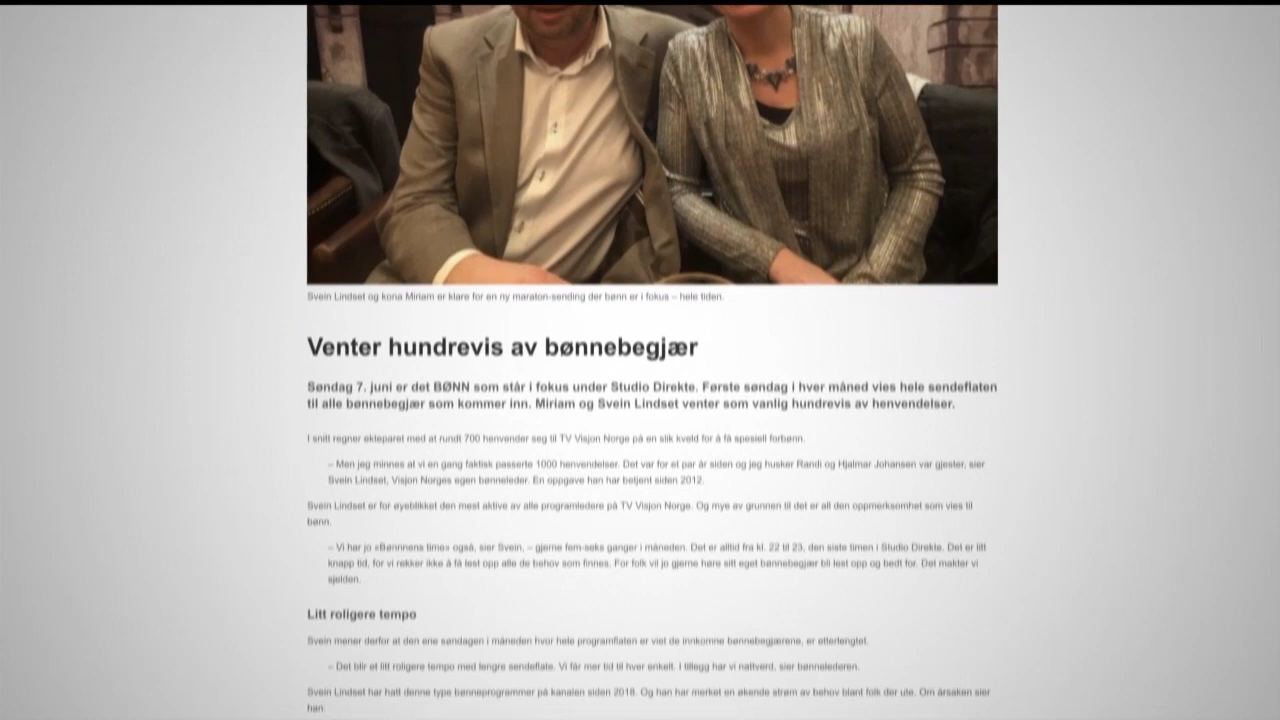 Svein Lindset og kona Miriam er klare for en ny maraton-sending der bønn er i fokus – hele tiden.
Venter hundrevis av bønnebegjær
Søndag 7. juni er det BØNN som står i fokus under Studio Direkte. Første søndag i hver måned vies hele sendeflaten
til alle bønnebegjær som kommer inn. Miriam og Svein Lindset venter som vanlig hundrevis av henvendelser.
I snitt regner ekteparet med at rundt 700 henvender seg til TV Visjon Norge på en slik kveld for å få spesiell forbønn.
– Men jeg minnes at vi en gang faktisk passerte 1000 henvendelser. Det var for et par år siden og jeg husker Randi og Hjalmar Johansen var gjester, sier
Svein Lindset, Visjon Norges egen bønneleder. En oppgave han har betjent siden 2012.
Svein Lindset er for øyeblikket den mest aktive av alle programledere på TV Visjon Norge. Og mye av grunnen til det er all den oppmerksomhet som vies til
bønn.
– Vi har jo «Bønnens time» også, sier Svein, – gjerne fem-seks ganger i måneden. Det er alltid fra kl. 22 til 23, den siste timen i Studio Direkte. Det er litt
knapp tid, for vi rekker ikke å få lest opp alle de behov som finnes. For folk vil jo gjerne høre sitt eget bønnebegjær bli lest opp og bedt for. Det makter vi
sjelden.
Litt roligere tempo
Svein mener derfor at den ene søndagen i måneden hvor hele programflaten er viet de innkomne bønnebegjærene, er etterlengtet.
– Det blir et litt roligere tempo med lengre sendeflate. Vi får mer tid til hver enkelt. I tillegg har vi nattverd, sier bønnelederen.
Svein Lindset har hatt denne type bønneprogrammer på kanalen siden 2018. Og han har merket en økende strøm av behov blant folk der ute. Om årsaken sier
han: